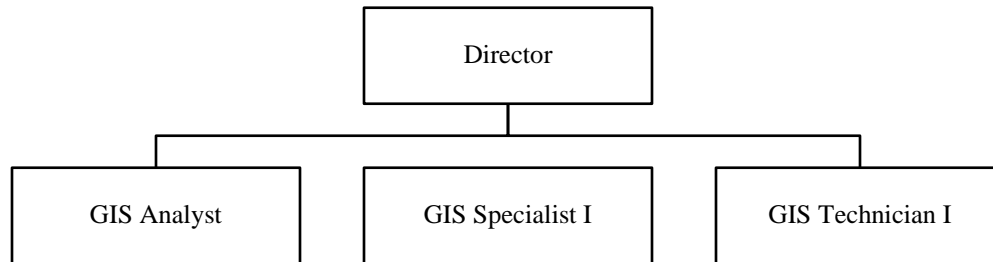 Director
GIS Analyst
GIS Specialist I
GIS Technician I